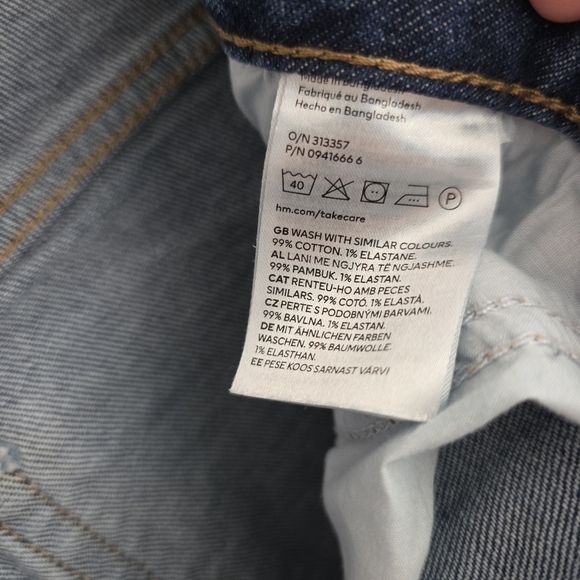 Made in Bangladesh
Fabriqué au Bangladesh
Hecho en Bangladesh
O/N 313357
P/N 0941666 6
40 P
hm.com/takecare
GB WASH WITH SIMILAR COLOURS.
99% COTTON. 1% ELASTANE.
AL LANI ME NGJYRA TË NGJASHME.
99% PAMBUK. 1% ELASTAN.
CAT RENTEU-HO AMB PECES
SIMILARS. 99% COTÓ. 1% ELASTÀ.
CZ PERTE S PODOBNÝMI BARVAMI.
99% BAVLNA. 1% ELASTAN.
DE MIT ÄHNLICHEN FARBEN
WASCHEN. 99% BAUMWOLLE.
1% ELASTHAN.
EE PESE KOOS SARNAST VÄRVI